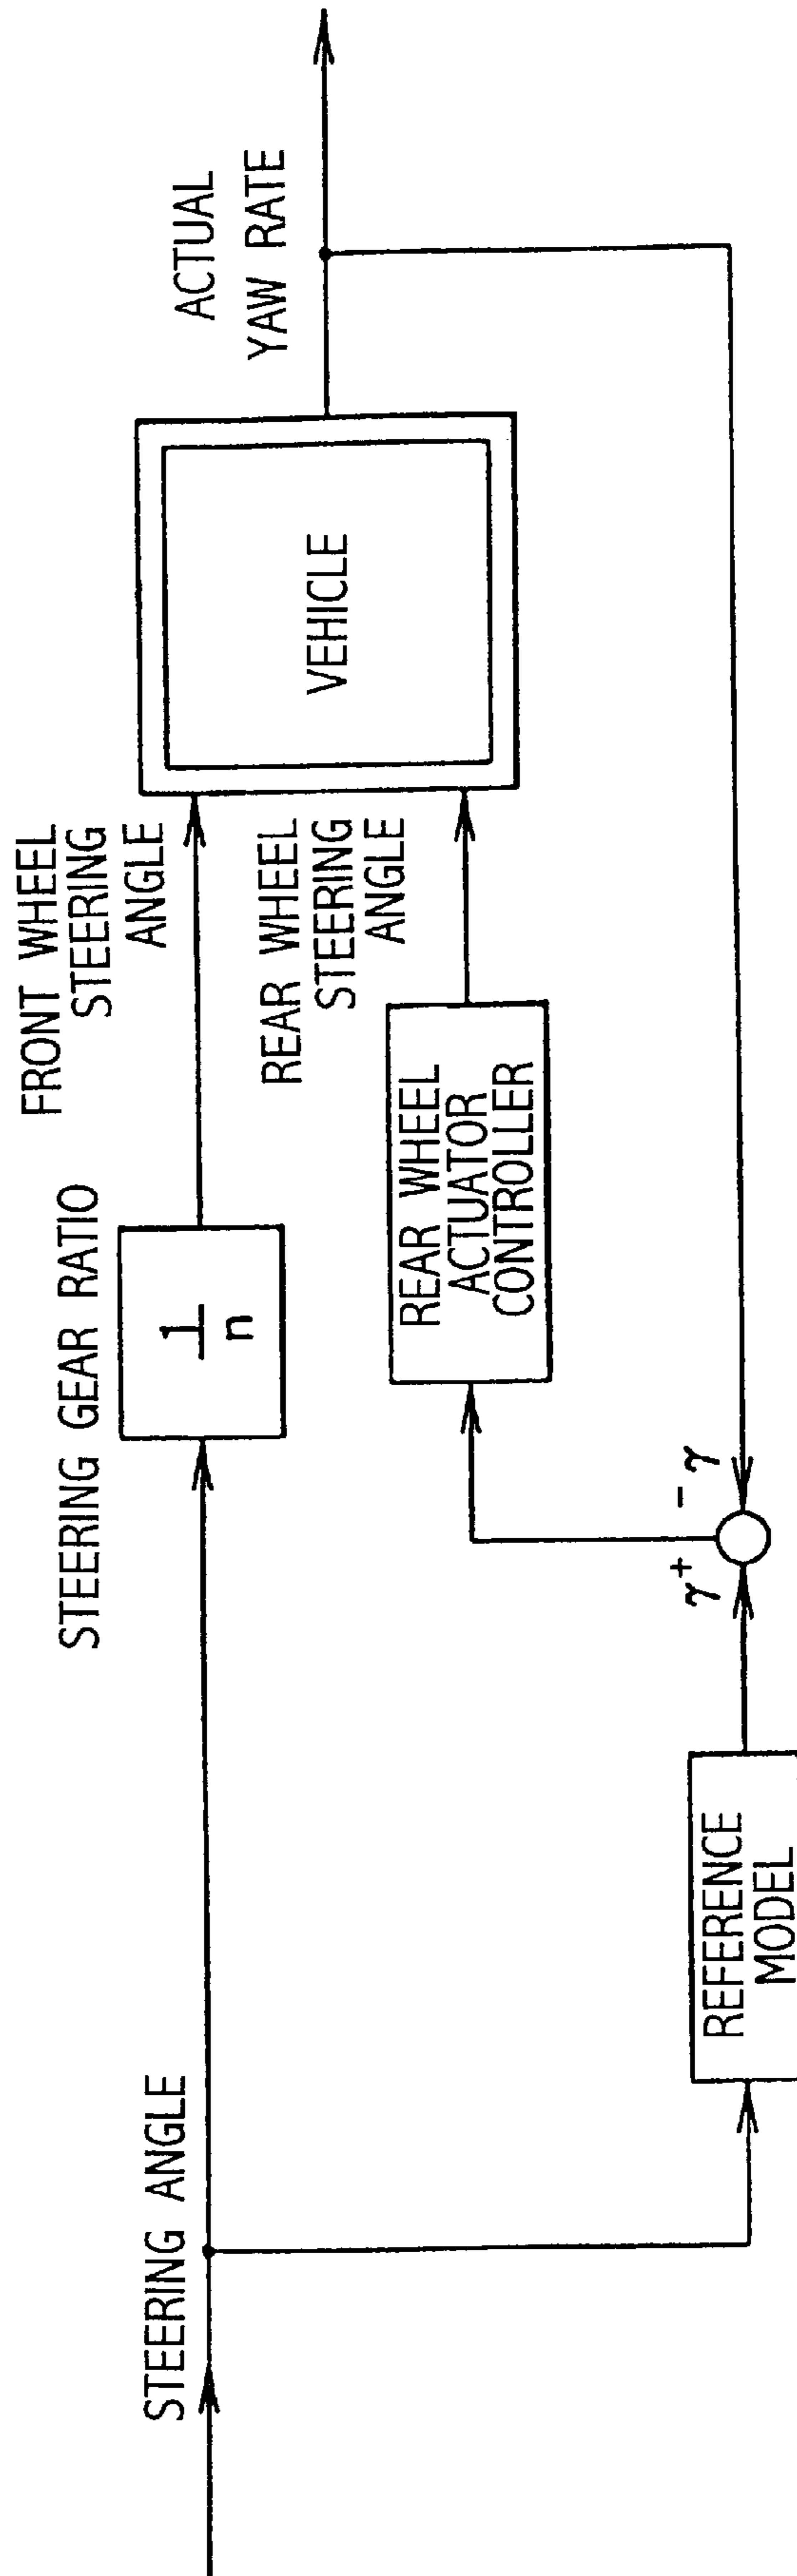 STEERING ANGLE
STEERING GEAR RATIO
1
n
FRONT WHEEL
STEERING
ANGLE
REAR WHEEL
STEERING
ANGLE
VEHICLE
ACTUAL
YAW RATE
REAR WHEEL
ACTUATOR
CONTROLLER
γ+
- γ
REFERENCE
MODEL